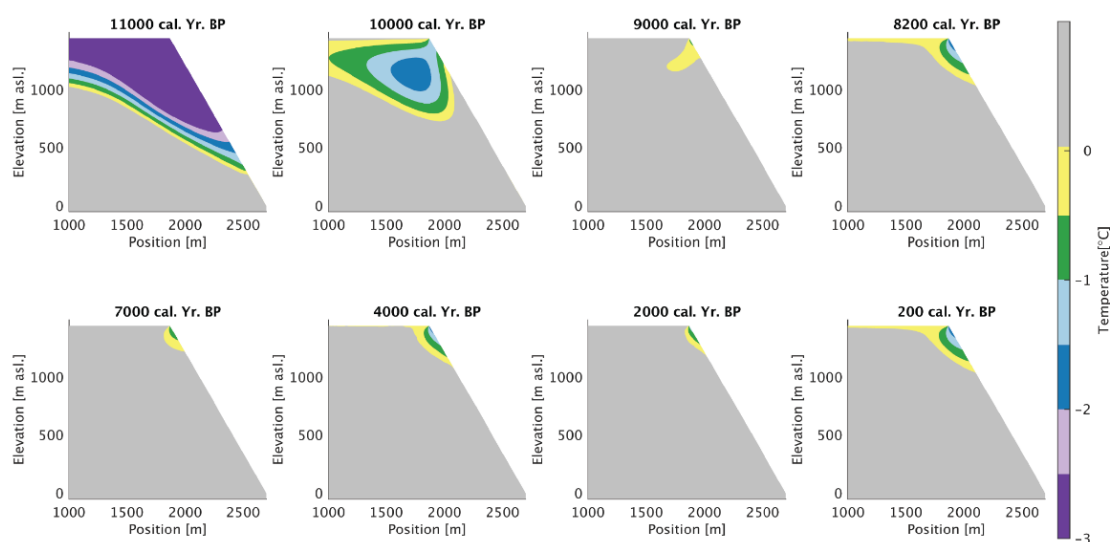 11000 cal. Yr. BP
10000 cal. Yr. BP
9000 cal. Yr. BP
8200 cal. Yr. BP
Elevation [m asl.]
1000
500
0
1000 1500 2000 2500
Position [m]
Elevation [m asl.]
1000
500
0
1000 1500 2000 2500
Position [m]
Elevation [m asl.]
1000
500
0
1000 1500 2000 2500
Position [m]
Elevation [m asl.]
1000
500
0
1000 1500 2000 2500
Position [m]
7000 cal. Yr. BP
4000 cal. Yr. BP
2000 cal. Yr. BP
200 cal. Yr. BP
Elevation [m asl.]
1000
500
0
1000 1500 2000 2500
Position [m]
Elevation [m asl.]
1000
500
0
1000 1500 2000 2500
Position [m]
Elevation [m asl.]
1000
500
0
1000 1500 2000 2500
Position [m]
Elevation [m asl.]
1000
500
0
1000 1500 2000 2500
Position [m]
0
-1
-2
-3
Temperature[°C]